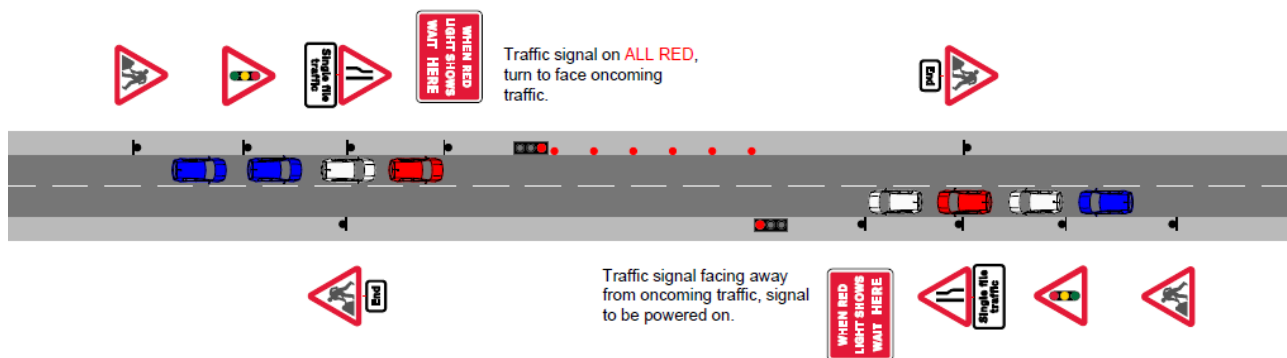 Single file
traffic
WHEN RED
LIGHT SHOWS
WAIT HERE
Traffic signal on ALL RED,
turn to face oncoming
traffic.
End
End
Traffic signal facing away
from oncoming traffic, signal
to be powered on.
WHEN RED
LIGHT SHOWS
WAIT HERE
Single file
traffic